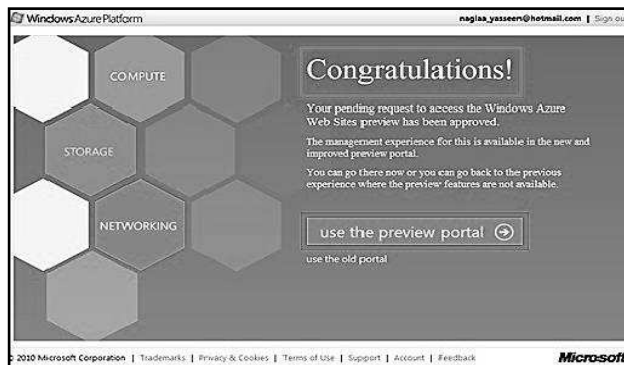 Windows Azure Platform
naglaa_yasseen@hotmail.com | Sign ou
COMPUTE
STORAGE
NETWORKING
Congratulations!
Your pending request to access the Windows Azure
Web Sites preview has been approved.
The management experience for this is available in the new and
improved preview portal.
You can go there now or you can go back to the previous
experience where the preview features are not available.
use the preview portal
use the old portal
2010 Microsoft Corporation | Trademarks | Privacy & Cookies | Terms of Use | Support | Account | Feedback
Microsoft